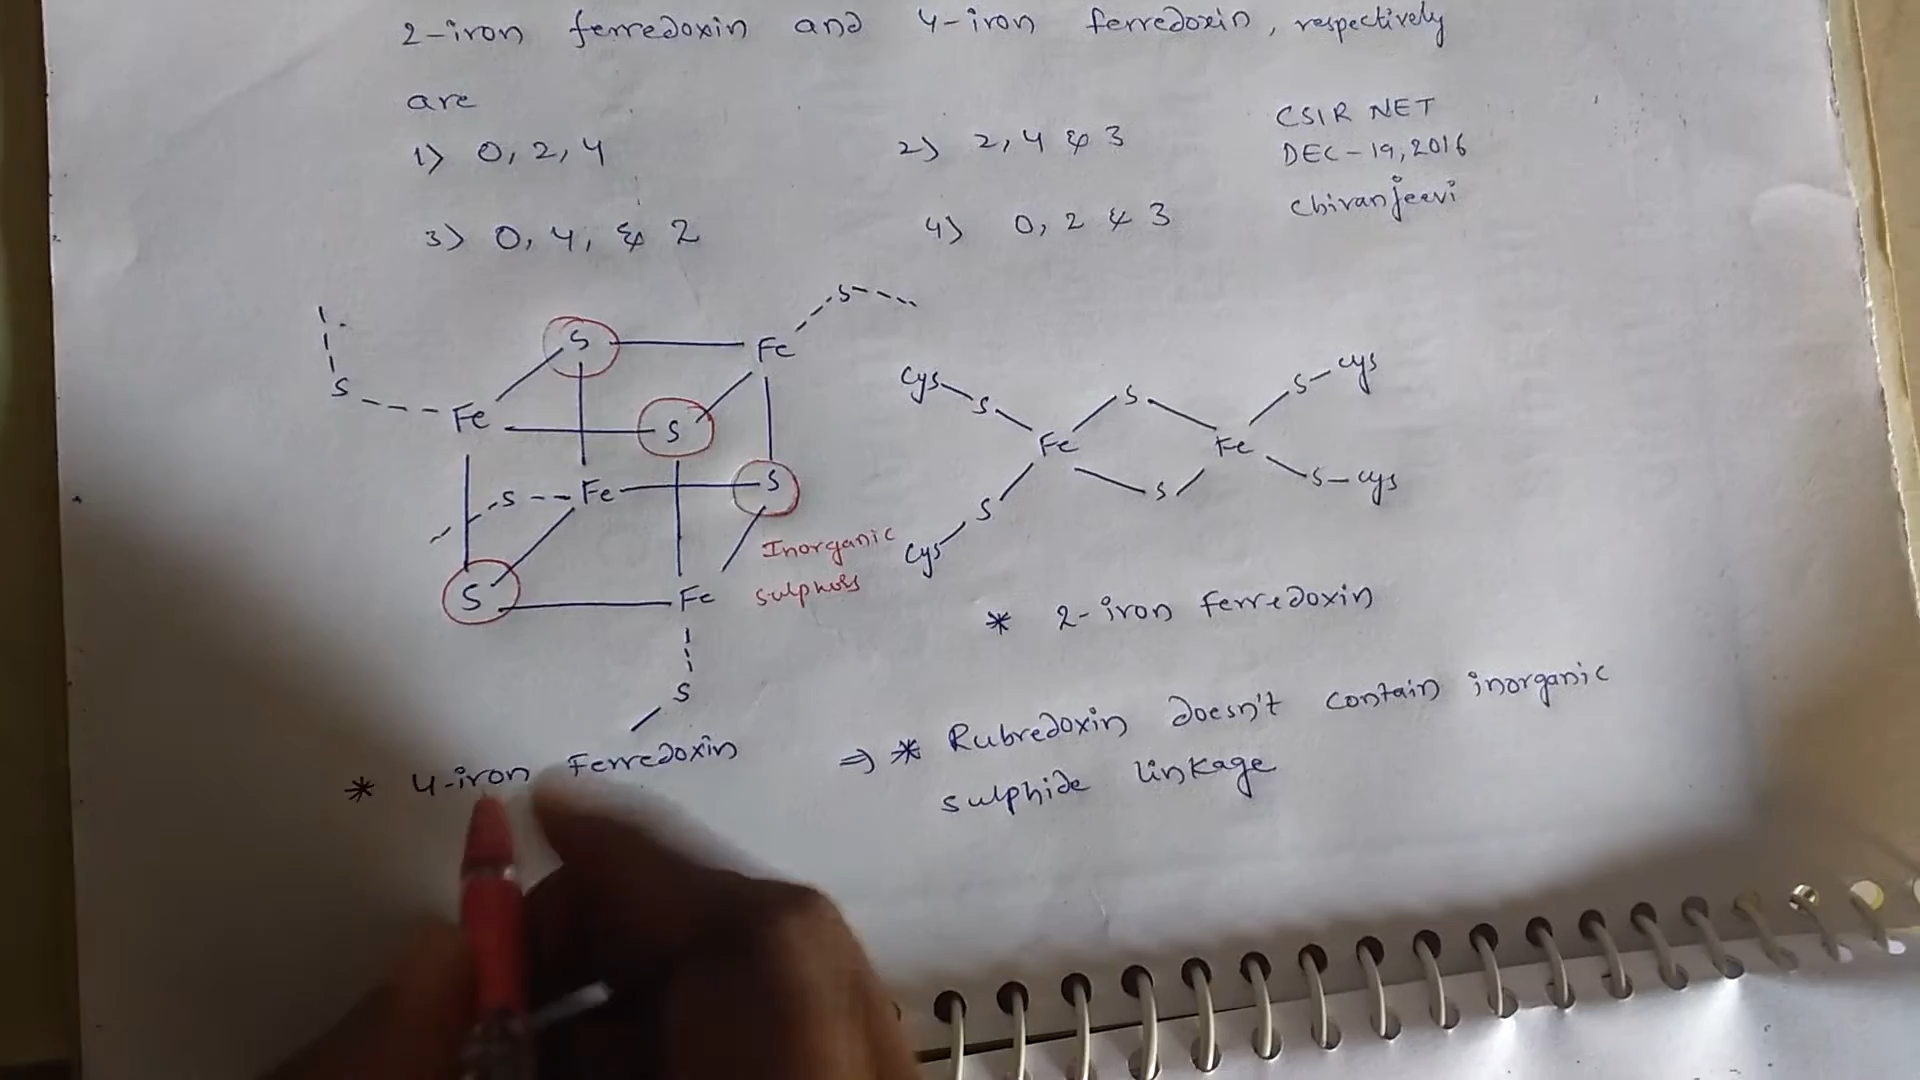 2-iron ferredoxin and 4-iron ferredoxin, respectively
are
1) 0, 2, 4
2) 2, 4 & 3
3) 0, 4, & 2
4) 0, 2 & 3
CSIR NET
DEC-19, 2016
Chiranjeevi
S
S Fe
S
Fe S
Fe S
S Fe S
S Fe
S
Inorganic
* 4-iron Ferredoxin
Cys S
Fe
S
Fe
S-Cys
S-Cys
S
S
Cys
* 2-iron Ferredoxin
⇒ * Rubredoxin doesn't contain inorganic
sulphide linkage